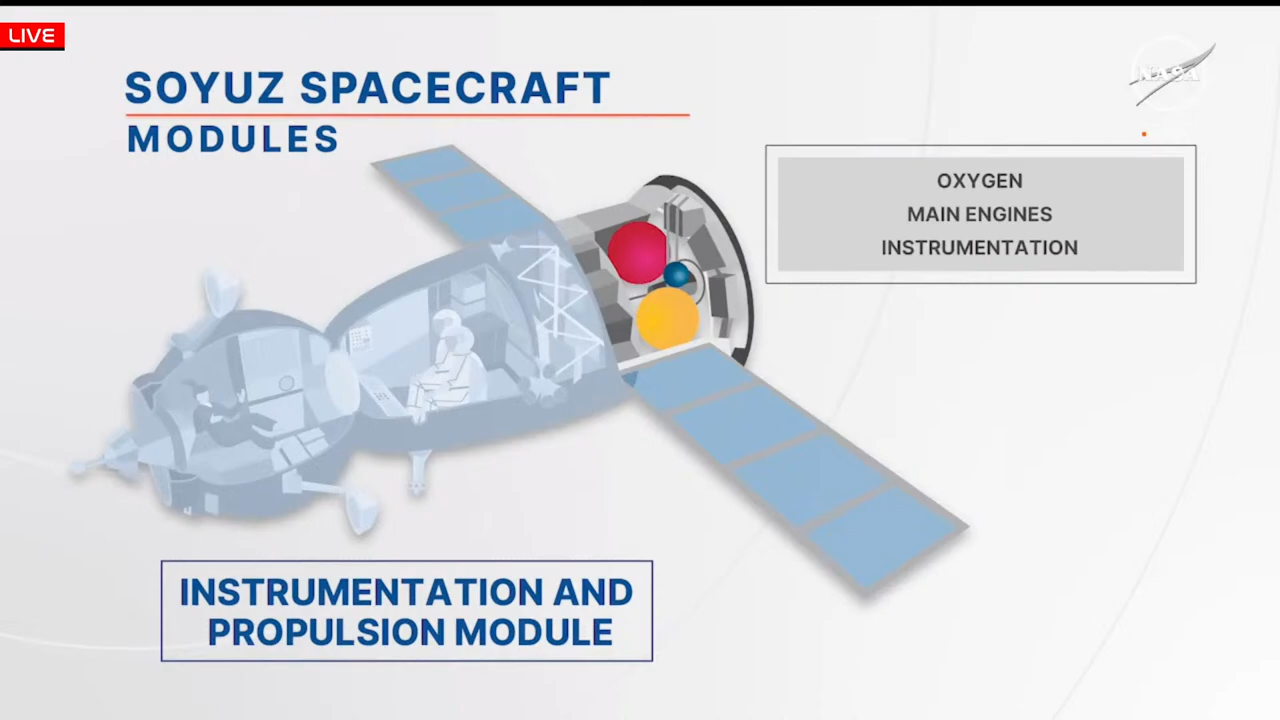 LIVE
SOYUZ SPACECRAFT
MODULES
NASA
OXYGEN
MAIN ENGINES
INSTRUMENTATION
INSTRUMENTATION AND
PROPULSION MODULE